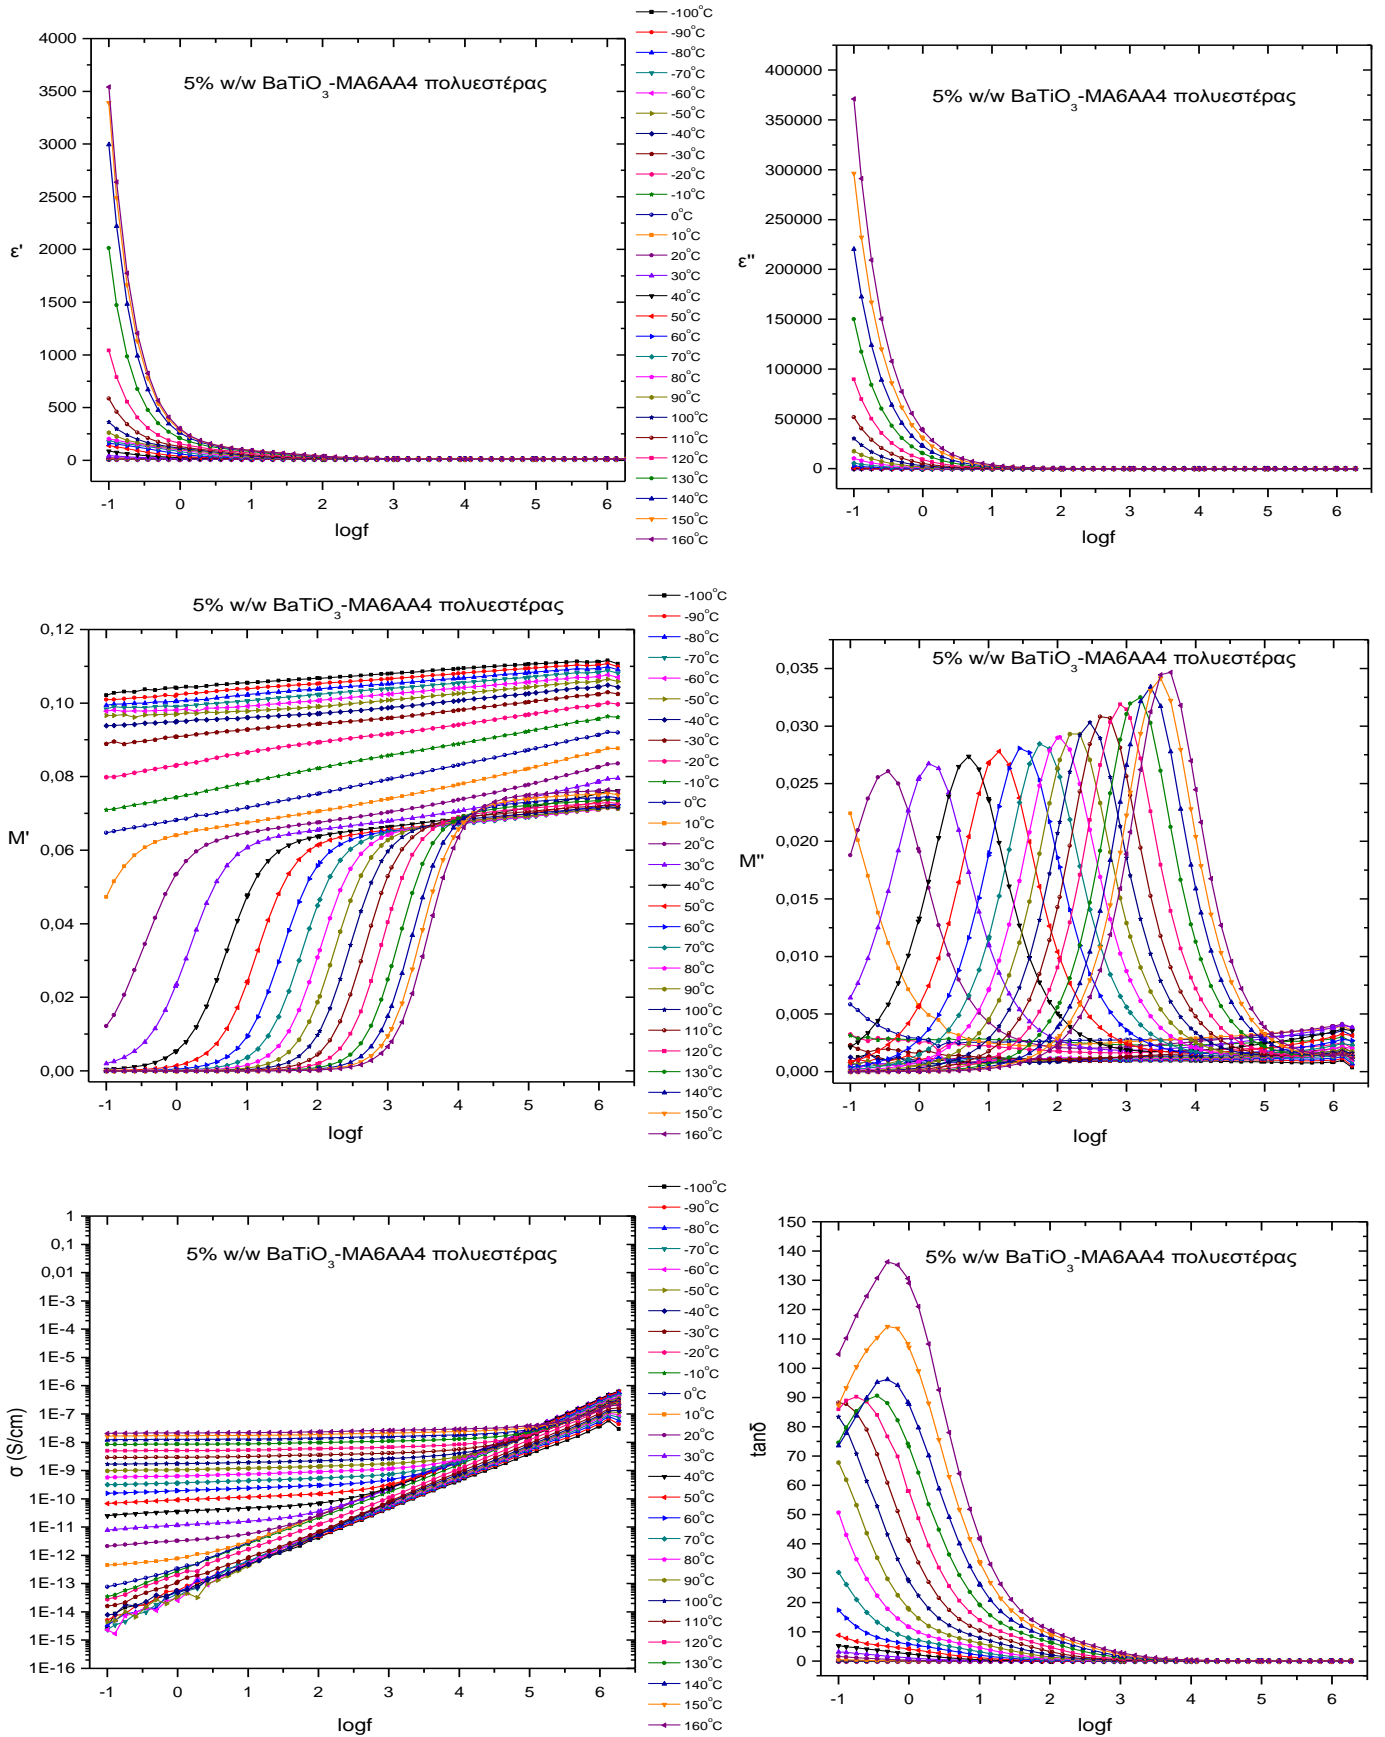 5% w/w BaTiO3-MA6AA4 πολυεστέρας
4000
3500
3000
2500
2000
1500
1000
500
0
ε'
-1 0 1 2 3 4 5 6
logf
-100°C
-90°C
-80°C
-70°C
-60°C
-50°C
-40°C
-30°C
-20°C
-10°C
0°C
10°C
20°C
30°C
40°C
50°C
60°C
70°C
80°C
90°C
100°C
110°C
120°C
130°C
140°C
150°C
160°C
5% w/w BaTiO3-MA6AA4 πολυεστέρας
400000
350000
300000
250000
200000
150000
100000
50000
0
ε''
-1 0 1 2 3 4 5 6
logf
5% w/w BaTiO3-MA6AA4 πολυεστέρας
0,12
0,10
0,08
0,06
0,04
0,02
0,00
M'
-1 0 1 2 3 4 5 6
logf
-100°C
-90°C
-80°C
-70°C
-60°C
-50°C
-40°C
-30°C
-20°C
-10°C
0°C
10°C
20°C
30°C
40°C
50°C
60°C
70°C
80°C
90°C
100°C
110°C
120°C
130°C
140°C
150°C
160°C
5% w/w BaTiO3-MA6AA4 πολυεστέρας
0,035
0,030
0,025
0,020
0,015
0,010
0,005
0,000
M''
-1 0 1 2 3 4 5 6
logf
5% w/w BaTiO3-MA6AA4 πολυεστέρας
1
0,1
0,01
1E-3
1E-4
1E-5
1E-6
1E-7
1E-8
1E-9
1E-10
1E-11
1E-12
1E-13
1E-14
1E-15
1E-16
σ (S/cm)
-1 0 1 2 3 4 5 6
logf
-100°C
-90°C
-80°C
-70°C
-60°C
-50°C
-40°C
-30°C
-20°C
-10°C
0°C
10°C
20°C
30°C
40°C
50°C
60°C
70°C
80°C
90°C
100°C
110°C
120°C
130°C
140°C
150°C
160°C
5% w/w BaTiO3-MA6AA4 πολυεστέρας
150
140
130
120
110
100
90
80
70
60
50
40
30
20
10
0
tanδ
-1 0 1 2 3 4 5 6
logf